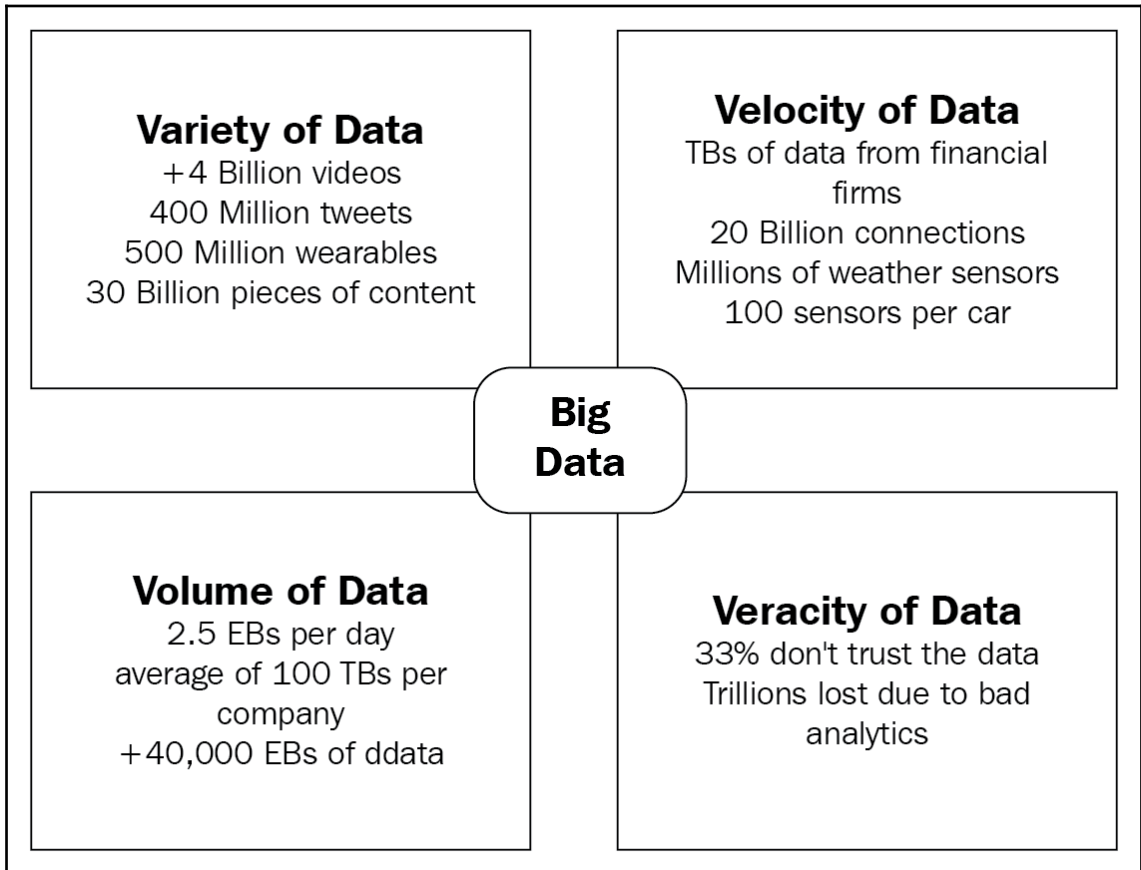 Variety of Data
+4 Billion videos
400 Million tweets
500 Million wearables
30 Billion pieces of content
Velocity of Data
TBs of data from financial
firms
20 Billion connections
Millions of weather sensors
100 sensors per car
Big
Data
Volume of Data
2.5 EBs per day
average of 100 TBs per
company
+40,000 EBs of ddata
Veracity of Data
33% don't trust the data
Trillions lost due to bad
analytics